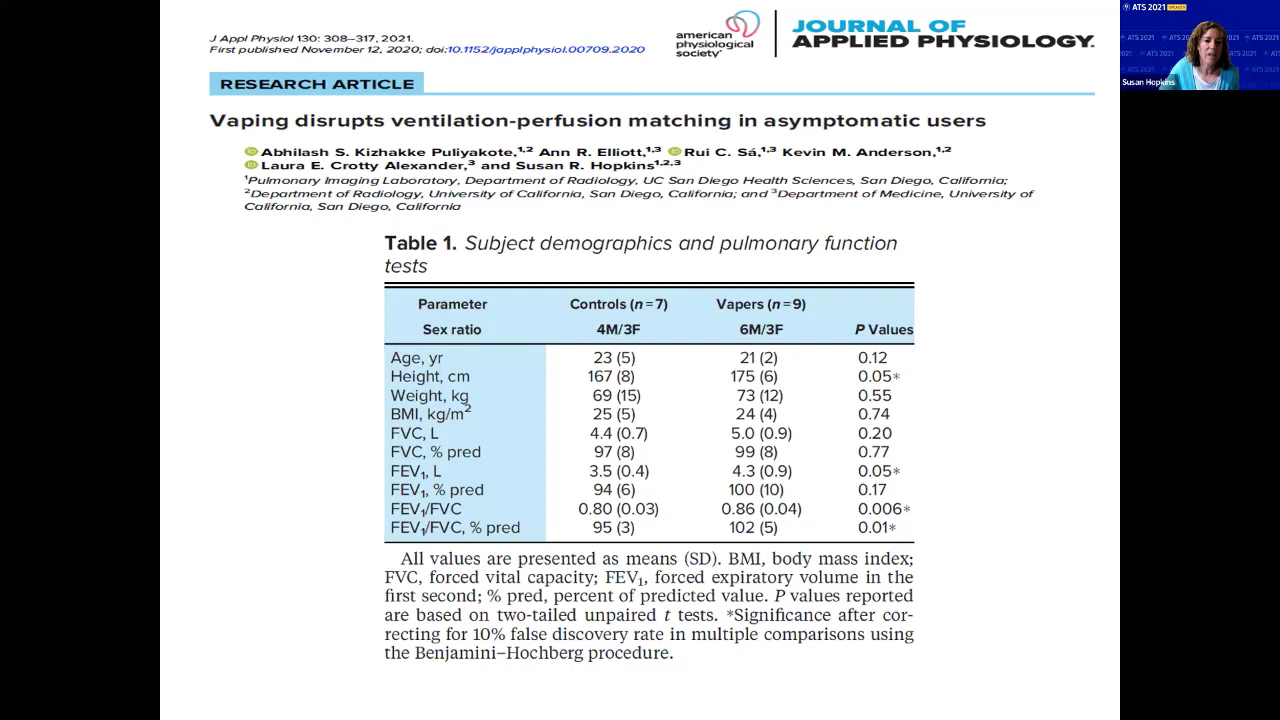 J Appl Physiol 130: 308–317, 2021.
First published November 12, 2020; doi:10.1152/japplphysiol.00709.2020
american
physiological
society®
JOURNAL OF
APPLIED PHYSIOLOGY.
ATS 2021 SPEAKER
Susan Hopkins
RESEARCH ARTICLE
Vaping disrupts ventilation-perfusion matching in asymptomatic users
Abhilash S. Kizhakke Puliyakote,1,2 Ann R. Elliott,1,3 Rui C. Sá,1,3 Kevin M. Anderson,1,2
Laura E. Crotty Alexander,3 and Susan R. Hopkins1,2,3
1Pulmonary Imaging Laboratory, Department of Radiology, UC San Diego Health Sciences, San Diego, California;
2Department of Radiology, University of California, San Diego, California; and 3Department of Medicine, University of
California, San Diego, California
Table 1. Subject demographics and pulmonary function
tests
Parameter Controls (n = 7) Vapers (n = 9)
Sex ratio 4M/3F 6M/3F P Values
Age, yr 23 (5) 21 (2) 0.12
Height, cm 167 (8) 175 (6) 0.05*
Weight, kg 69 (15) 73 (12) 0.55
BMI, kg/m2 25 (5) 24 (4) 0.74
FVC, L 4.4 (0.7) 5.0 (0.9) 0.20
FVC, % pred 97 (8) 99 (8) 0.77
FEV1, L 3.5 (0.4) 4.3 (0.9) 0.05*
FEV1, % pred 94 (6) 100 (10) 0.17
FEV1/FVC 0.80 (0.03) 0.86 (0.04) 0.006*
FEV1/FVC, % pred 95 (3) 102 (5) 0.01*
All values are presented as means (SD). BMI, body mass index;
FVC, forced vital capacity; FEV1, forced expiratory volume in the
first second; % pred, percent of predicted value. P values reported
are based on two-tailed unpaired t tests. *Significance after cor-
recting for 10% false discovery rate in multiple comparisons using
the Benjamini–Hochberg procedure.